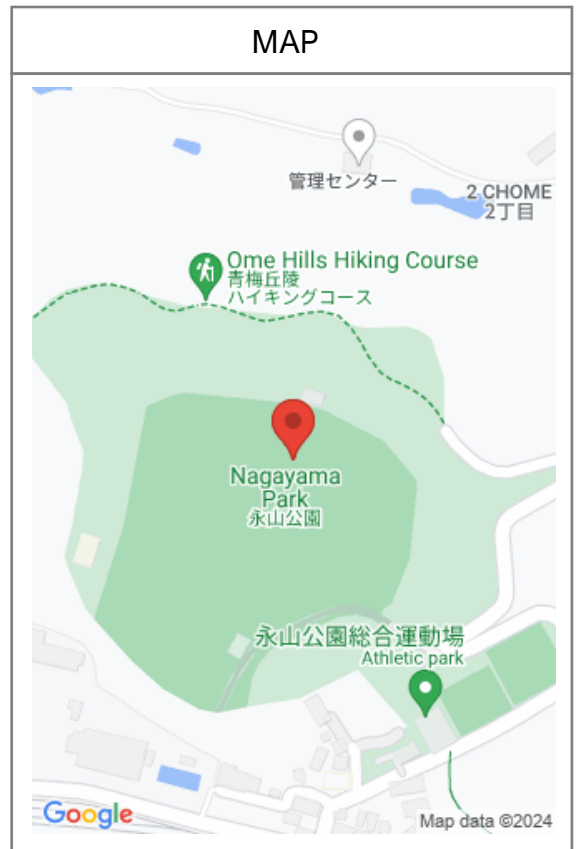 MAP
管理センター
2 CHOME
2丁目
Ome Hills Hiking Course
青梅丘陵
ハイキングコース
Nagayama
Park
永山公園
永山公園総合運動場
Athletic park
Google
Map data ©2024